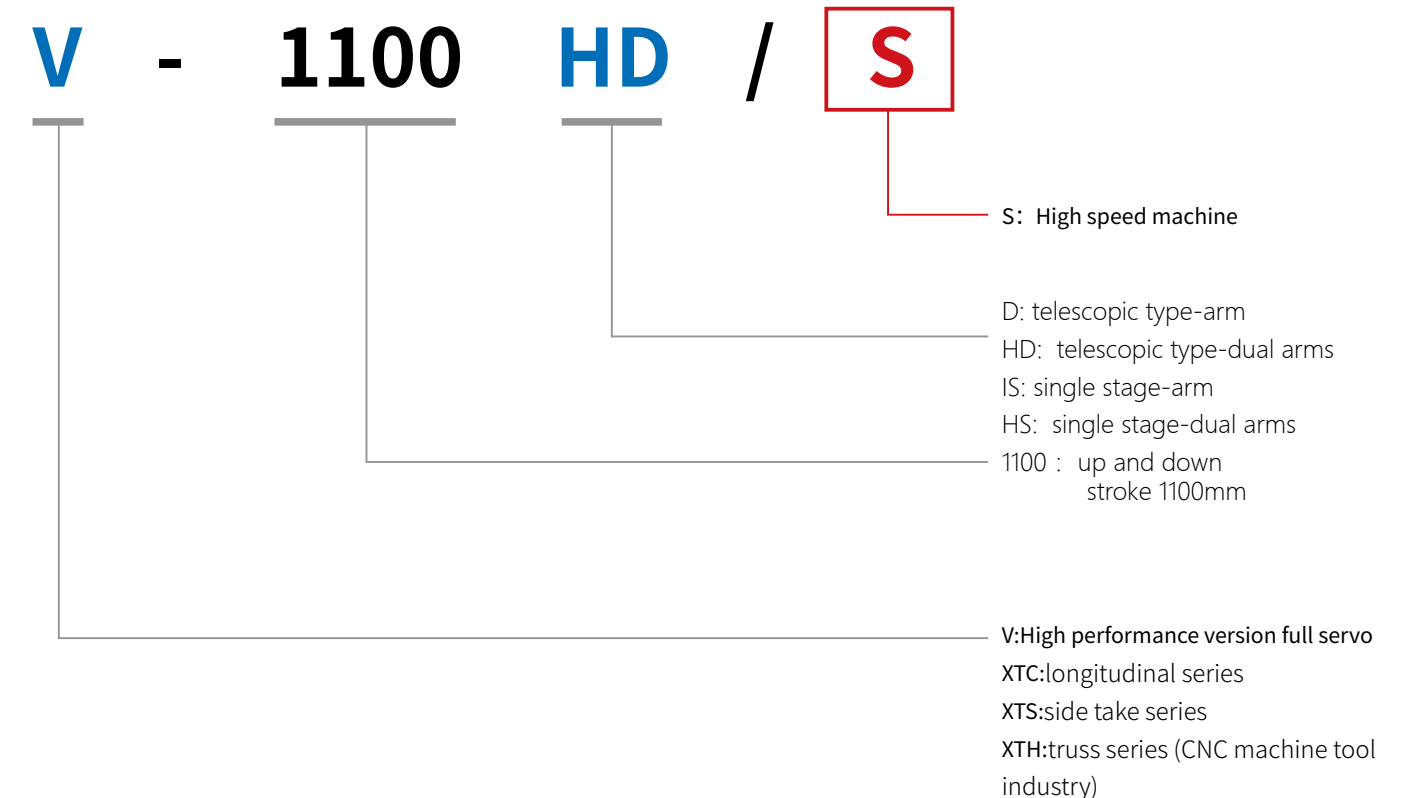 V - 1100 HD / S
S：High speed machine
D: telescopic type-arm
HD: telescopic type-dual arms
IS: single stage-arm
HS: single stage-dual arms
1100 : up and down
stroke 1100mm
V:High performance version full servo
XTC:longitudinal series
XTS:side take series
XTH:truss series (CNC machine tool
industry)